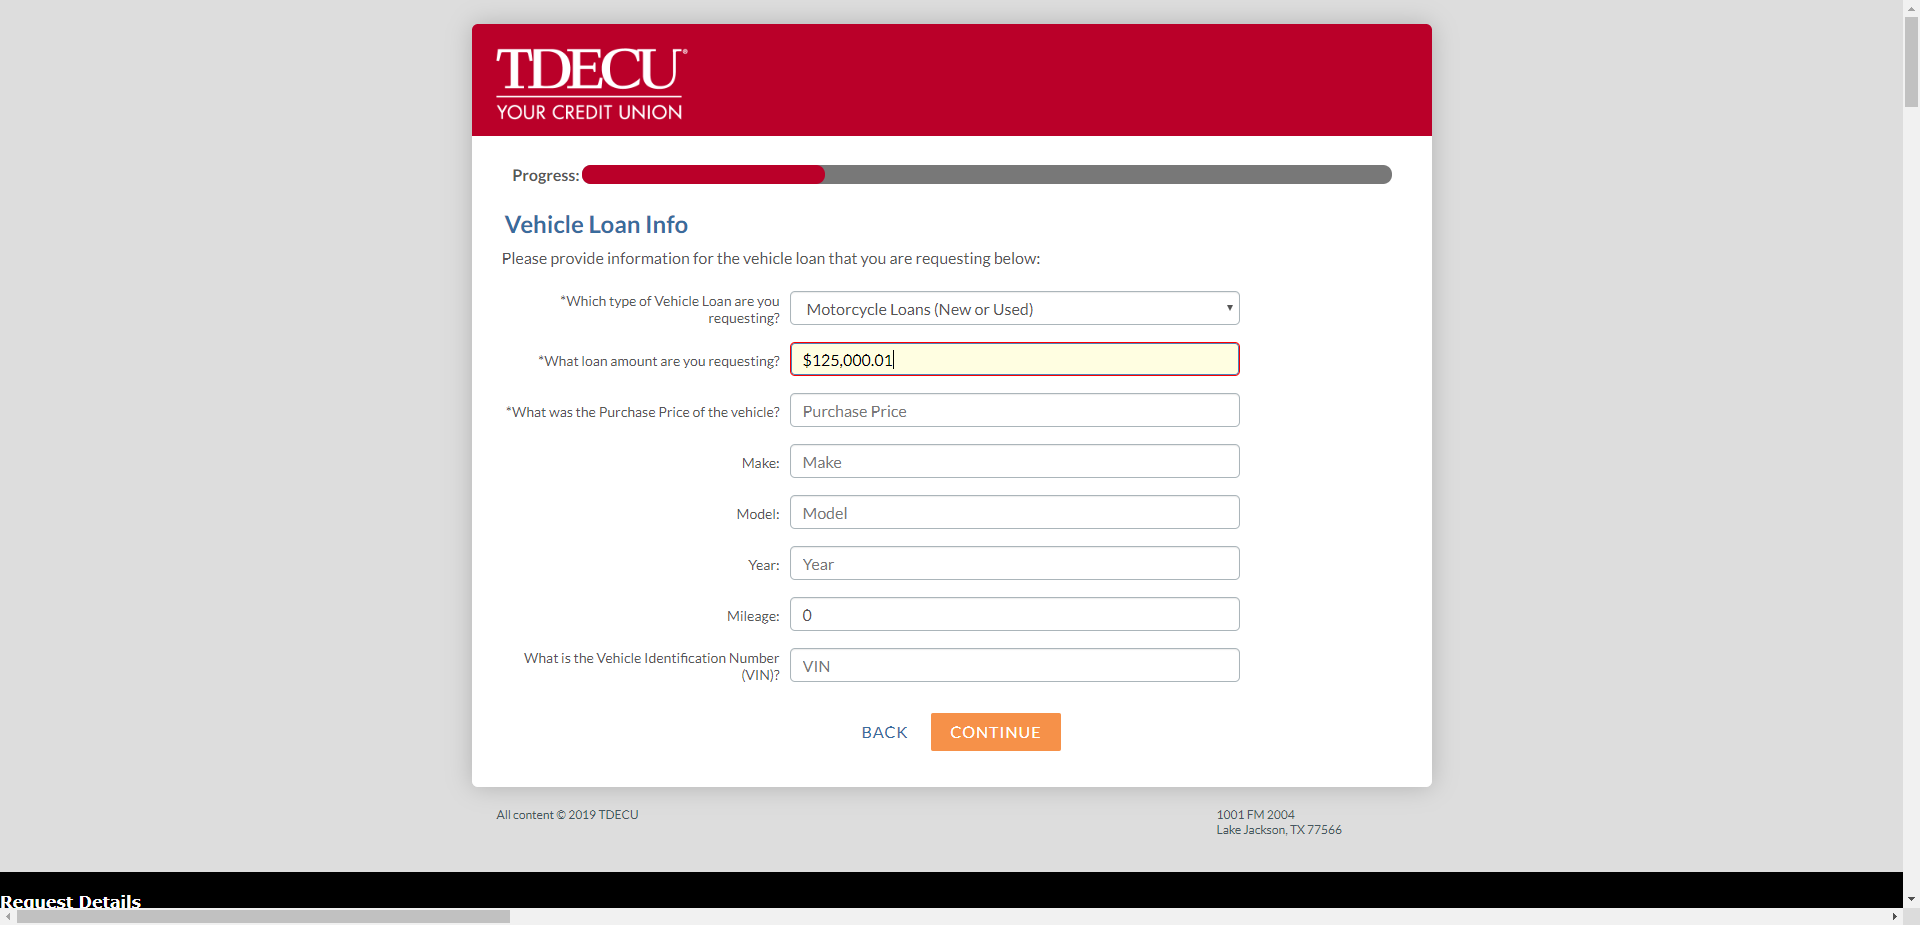 TDECU®
YOUR CREDIT UNION
Progress:
Vehicle Loan Info
Please provide information for the vehicle loan that you are requesting below:
*Which type of Vehicle Loan are you
requesting?
Motorcycle Loans (New or Used)
*What loan amount are you requesting?
$125,000.01
*What was the Purchase Price of the vehicle?
Purchase Price
Make:
Make
Model:
Model
Year:
Year
Mileage:
0
What is the Vehicle Identification Number
(VIN)?
VIN
BACK
CONTINUE
All content © 2019 TDECU
1001 FM 2004
Lake Jackson, TX 77566
Request Details